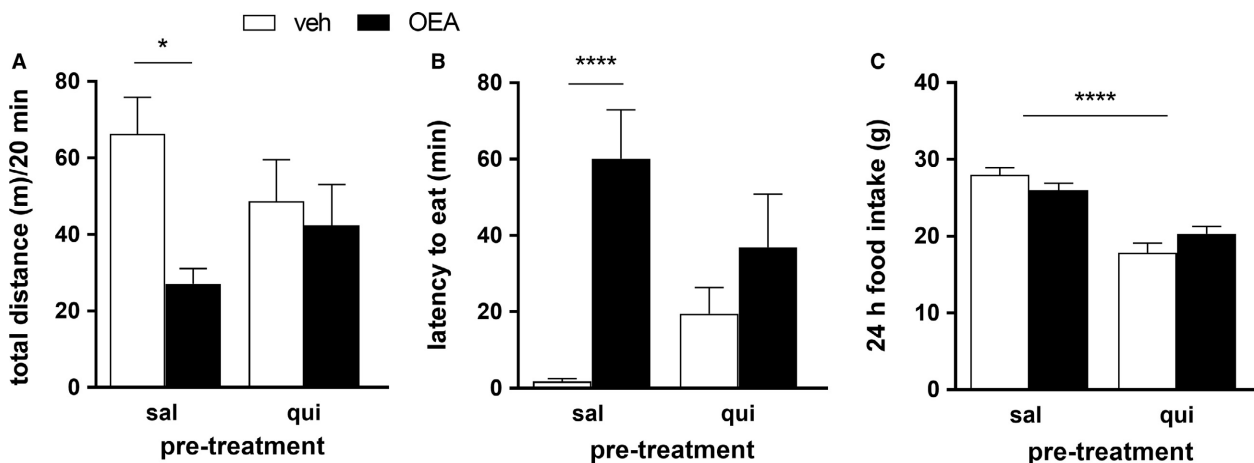 veh OEA
A
*
total distance (m)/20 min
80
60
40
20
0
sal qui
pre-treatment
B
****
latency to eat (min)
80
60
40
20
0
sal qui
pre-treatment
C
****
24 h food intake (g)
40
30
20
10
0
sal qui
pre-treatment